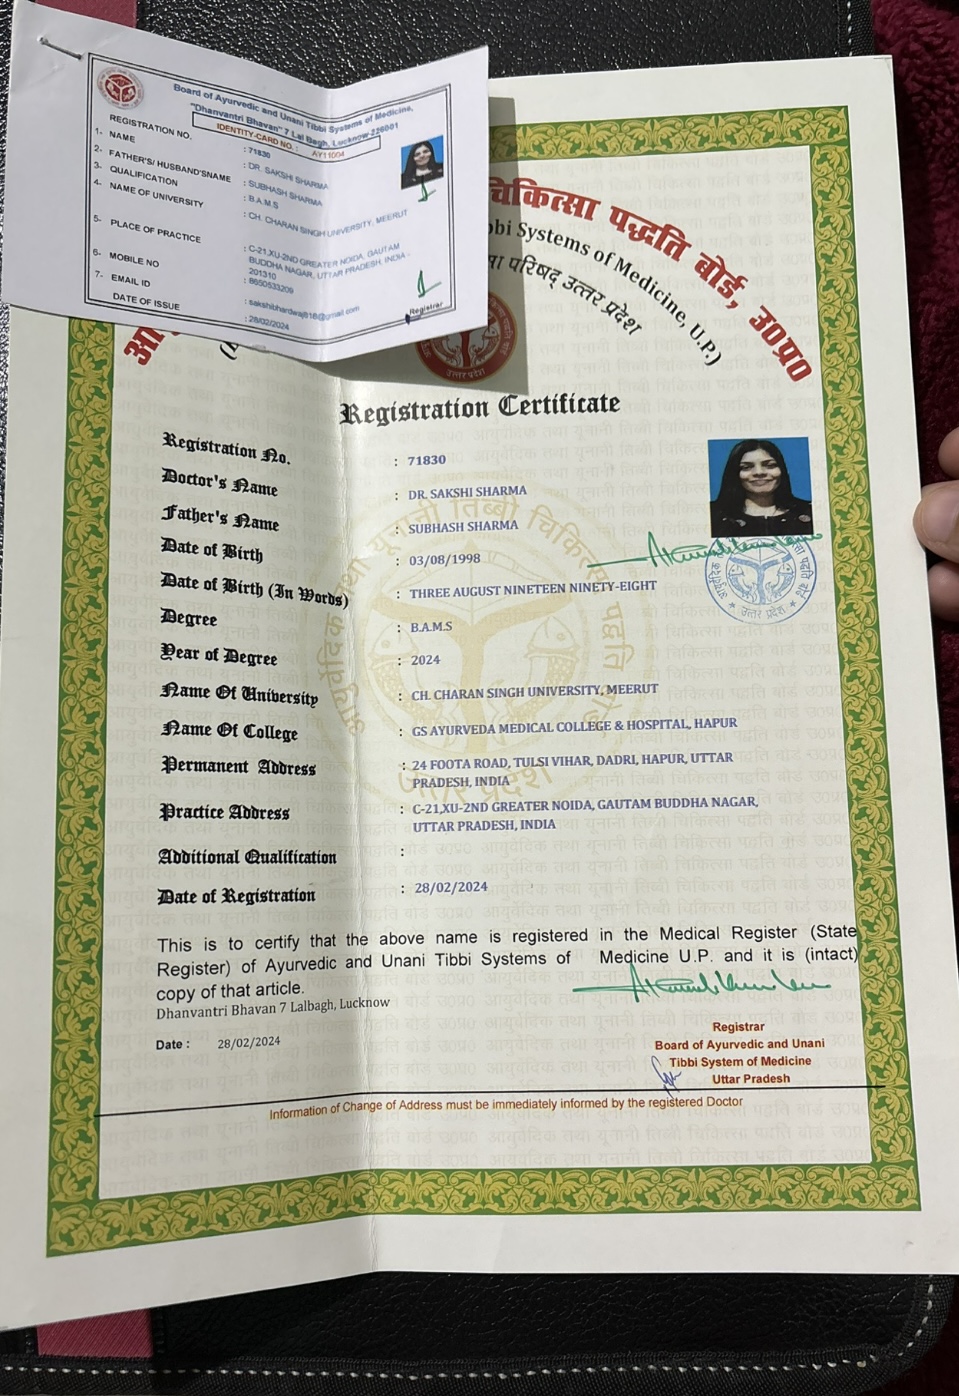 Board of Ayurvedic and Unani Tibbi Systems of Medicine,
"Dhanvantri Bhavan" 7 Lal Bagh, Lucknow-226001
IDENTITY-CARD NO. : AY11004
REGISTRATION NO. : 71830
1- NAME : DR. SAKSHI SHARMA
2- FATHER'S/ HUSBAND'SNAME : SUBHASH SHARMA
3- QUALIFICATION : B.A.M.S
4- NAME OF UNIVERSITY : CH. CHARAN SINGH UNIVERSITY, MEERUT
5- PLACE OF PRACTICE : C-21,XU-2ND GREATER NOIDA, GAUTAM
BUDDHA NAGAR, UTTAR PRADESH, INDIA -
201310
6- MOBILE NO : 8650533209
7- EMAIL ID : sakshibhardwaj816@gmail.com
DATE OF ISSUE : 28/02/2024
Registrar
चिकित्सा पद्धति बोर्ड, उ०प्र०
Tibbi Systems of Medicine, U.P.)
परिषद् उत्तर प्रदेश
उत्तर प्रदेश
Registration Certificate
Registration No. : 71830
Doctor's Name : DR. SAKSHI SHARMA
Father's Name : SUBHASH SHARMA
Date of Birth : 03/08/1998
Date of Birth (In Words) : THREE AUGUST NINETEEN NINETY-EIGHT
Degree : B.A.M.S
Year of Degree : 2024
Name Of University : CH. CHARAN SINGH UNIVERSITY, MEERUT
Name Of College : GS AYURVEDA MEDICAL COLLEGE & HOSPITAL, HAPUR
Permanent Address : 24 FOOTA ROAD, TULSI VIHAR, DADRI, HAPUR, UTTAR
PRADESH, INDIA
Practice Address : C-21,XU-2ND GREATER NOIDA, GAUTAM BUDDHA NAGAR,
UTTAR PRADESH, INDIA
Additional Qualification :
Date of Registration : 28/02/2024
This is to certify that the above name is registered in the Medical Register (State
Register) of Ayurvedic and Unani Tibbi Systems of Medicine U.P. and it is (intact)
copy of that article.
Dhanvantri Bhavan 7 Lalbagh, Lucknow
Date : 28/02/2024
Registrar
Board of Ayurvedic and Unani
Tibbi System of Medicine
Uttar Pradesh
Information of Change of Address must be immediately informed by the registered Doctor